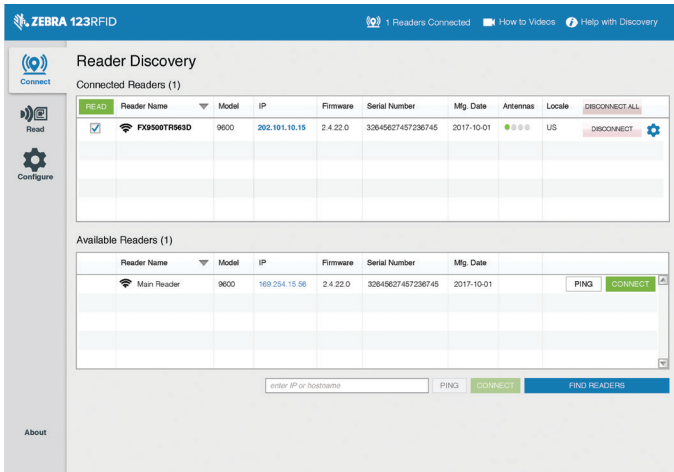 ZEBRA 123RFID
1 Readers Connected How to Videos Help with Discovery
Connect
Read
Configure
About
Reader Discovery
Connected Readers (1)
READ Reader Name Model IP Firmware Serial Number Mfg. Date Antennas Locale DISCONNECT ALL
FX9500TR563D 9600 202.101.10.15 2.4.22.0 32645627457236745 2017-10-01 US DISCONNECT
Available Readers (1)
Reader Name Model IP Firmware Serial Number Mfg. Date
Main Reader 9600 169.254.15.56 2.4.22.0 32645627457236745 2017-10-01 PING CONNECT
enter IP or hostname PING CONNECT FIND READERS